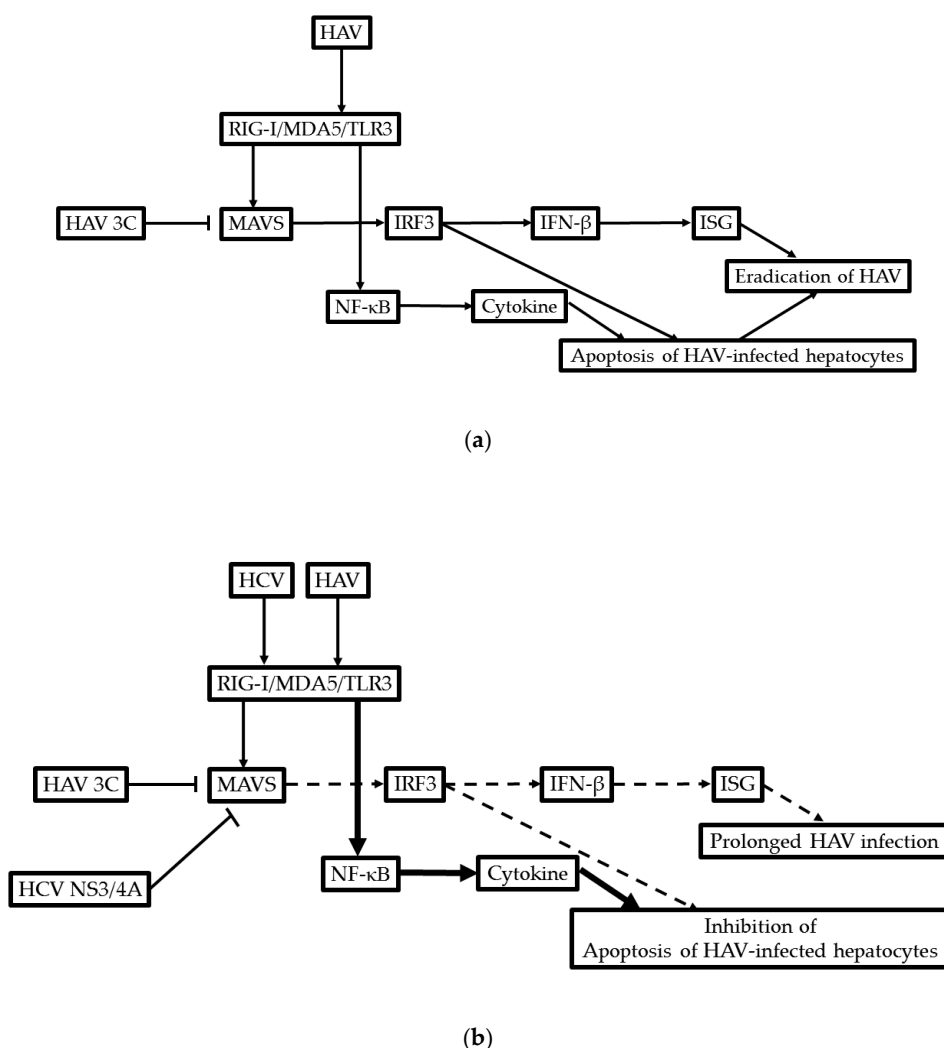 HAV
RIG-I/MDA5/TLR3
HAV 3C
MAVS
IRF3
IFN-β
ISG
Eradication of HAV
NF-κB
Cytokine
Apoptosis of HAV-infected hepatocytes
(a)
HCV
HAV
RIG-I/MDA5/TLR3
HAV 3C
MAVS
IRF3
IFN-β
ISG
Prolonged HAV infection
HCV NS3/4A
NF-κB
Cytokine
Inhibition of
Apoptosis of HAV-infected hepatocytes
(b)